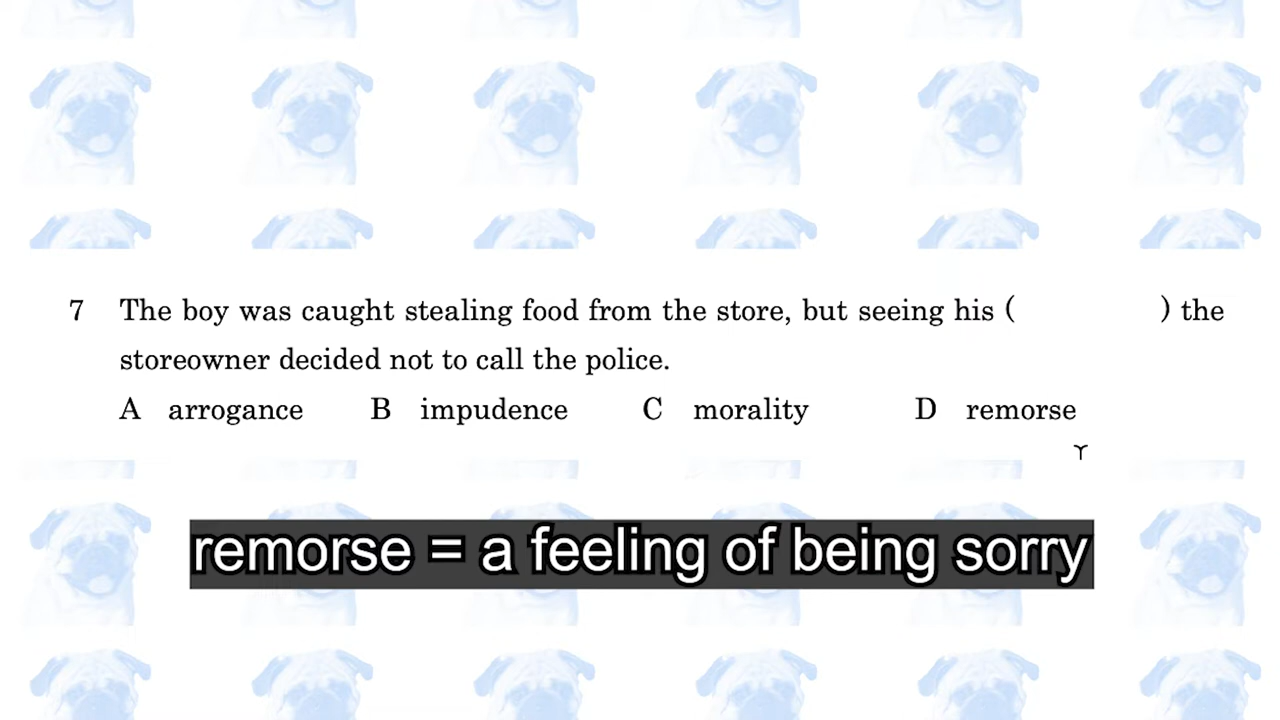 7 The boy was caught stealing food from the store, but seeing his ( ) the
storeowner decided not to call the police.
A arrogance B impudence C morality D remorse
remorse = a feeling of being sorry